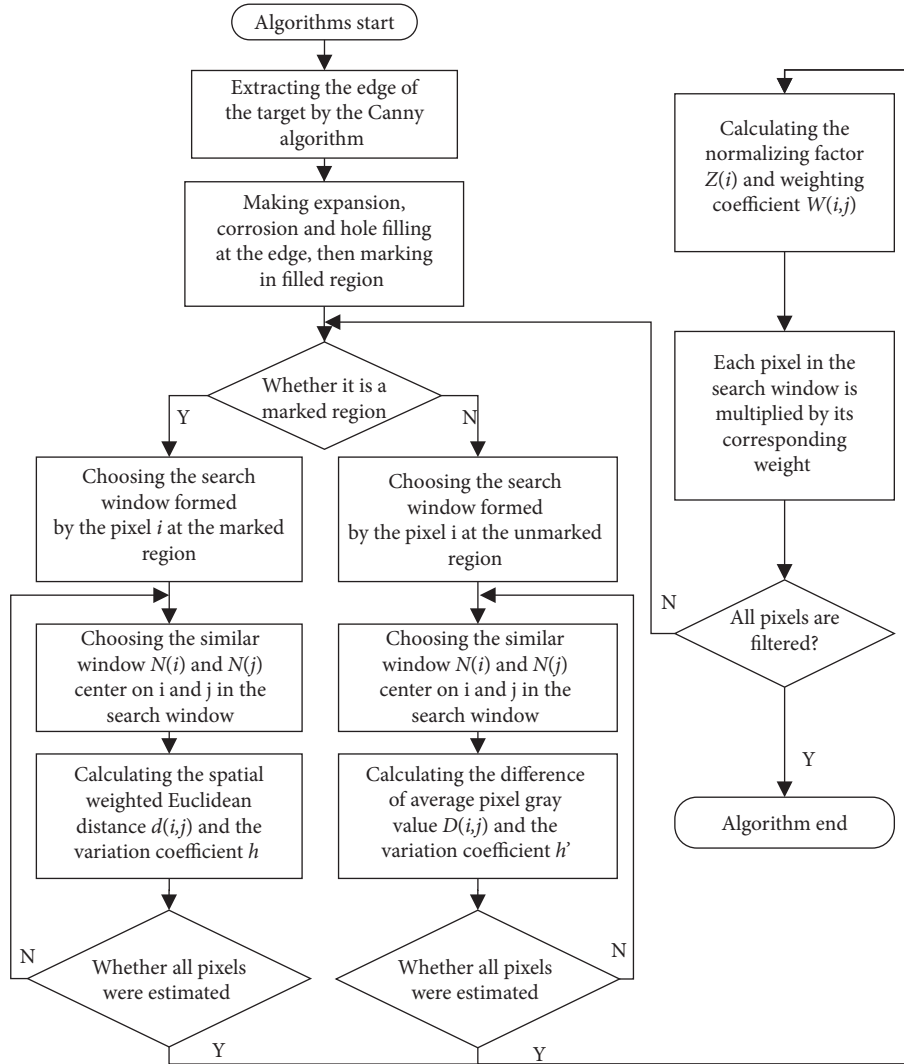 Algorithms start
Extracting the edge of
the target by the Canny
algorithm
Making expansion,
corrosion and hole filling
at the edge, then marking
in filled region
Whether it is a
marked region
Y
N
Choosing the search
window formed
by the pixel i at the marked
region
Choosing the search
window formed
by the pixel i at the unmarked
region
Choosing the similar
window N(i) and N(j)
center on i and j in the
search window
Choosing the similar
window N(i) and N(j)
center on i and j in the
search window
Calculating the spatial
weighted Euclidean
distance d(i,j) and the
variation coefficient h
Calculating the difference
of average pixel gray
value D(i,j) and the
variation coefficient h’
N
Whether all pixels
were estimated
Y
N
Whether all pixels
were estimated
Y
Calculating the
normalizing factor
Z(i) and weighting
coefficient W(i,j)
Each pixel in the
search window is
multiplied by its
corresponding
weight
N
All pixels are
filtered?
Y
Algorithm end